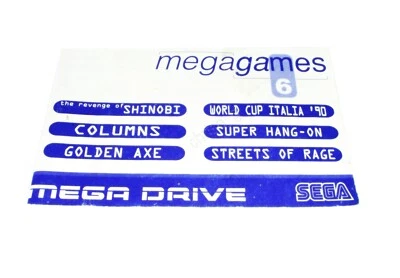 megagames
6
the revenge of SHINOBI
WORLD CUP ITALIA '90
COLUMNS
SUPER HANG-ON
GOLDEN AXE
STREETS OF RAGE
MEGA DRIVE
SEGA